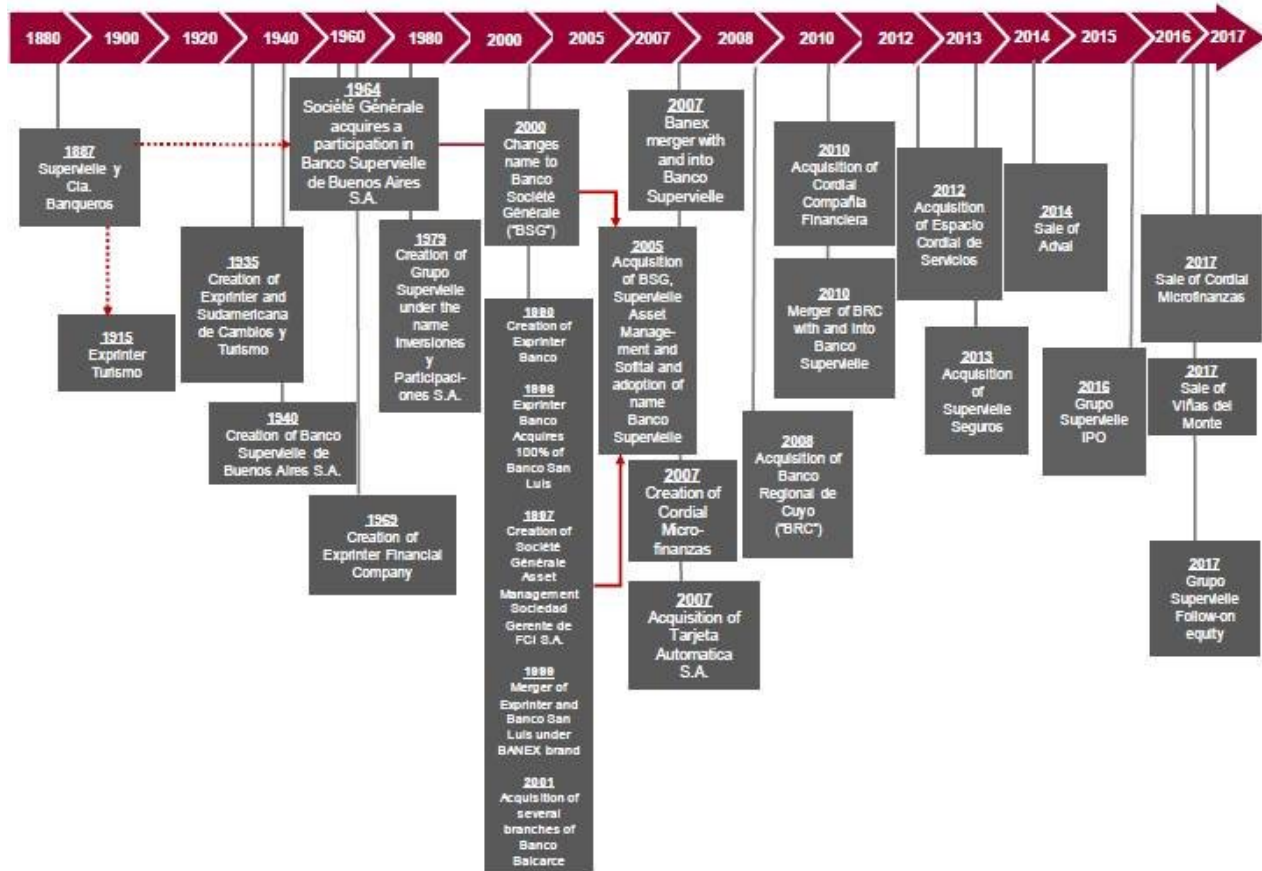 1880
1900
1920
1940
1960
1980
2000
2005
2007
2008
2010
2012
2013
2014
2015
2016
2017
1887
Supervielle y
Cia.
Banqueros
1915
Exprinter
Turismo
1935
Creation of
Exprinter and
Sudamericana
de Cambios y
Turismo
1940
Creation of Banco
Supervielle de
Buenos Aires S.A.
1964
Société Générale
acquires a
participation in
Banco Supervielle
de Buenos Aires
S.A.
1969
Creation of
Exprinter Financial
Company
1979
Creation of
Grupo
Supervielle
under the
name
Inversiones
y
Participaci-
ones S.A.
2000
Changes
name to
Banco
Société
Générale
("BSG")
Creation of
Exprinter
Banco
Exprinter
Banco
Acquires
100% of
Banco San
Luis
1997
Creation of
Société
Générale
Asset
Management
Sociedad
Gerente de
FCI S.A.
1999
Merger of
Exprinter and
Banco San
Luis under
BANEX brand
2001
Acquisition of
several
branches of
Banco
Balcarce
2005
Acquisition
of BSG,
Supervielle
Asset
Manage-
ment and
Sofital and
adoption of
name
Banco
Supervielle
2007
Banex
merger with
and into
Banco
Supervielle
2007
Creation of
Cordial
Micro-
finanzas
2007
Acquisition of
Tarjeta
Automatica
S.A.
2008
Acquisition of
Banco
Regional de
Cuyo
("BRC")
2010
Acquisition of
Cordial
Compañia
Financiera
2010
Merger of BRC
with and into
Banco
Supervielle
2012
Acquisition
of Espacio
Cordial de
Servicios
2013
Acquisition
of
Supervielle
Seguros
2014
Sale of
Adval
2016
Grupo
Supervielle
IPO
2017
Sale of Cordial
Microfinanzas
2017
Sale of
Viñas del
Monte
2017
Grupo
Supervielle
Follow-on
equity